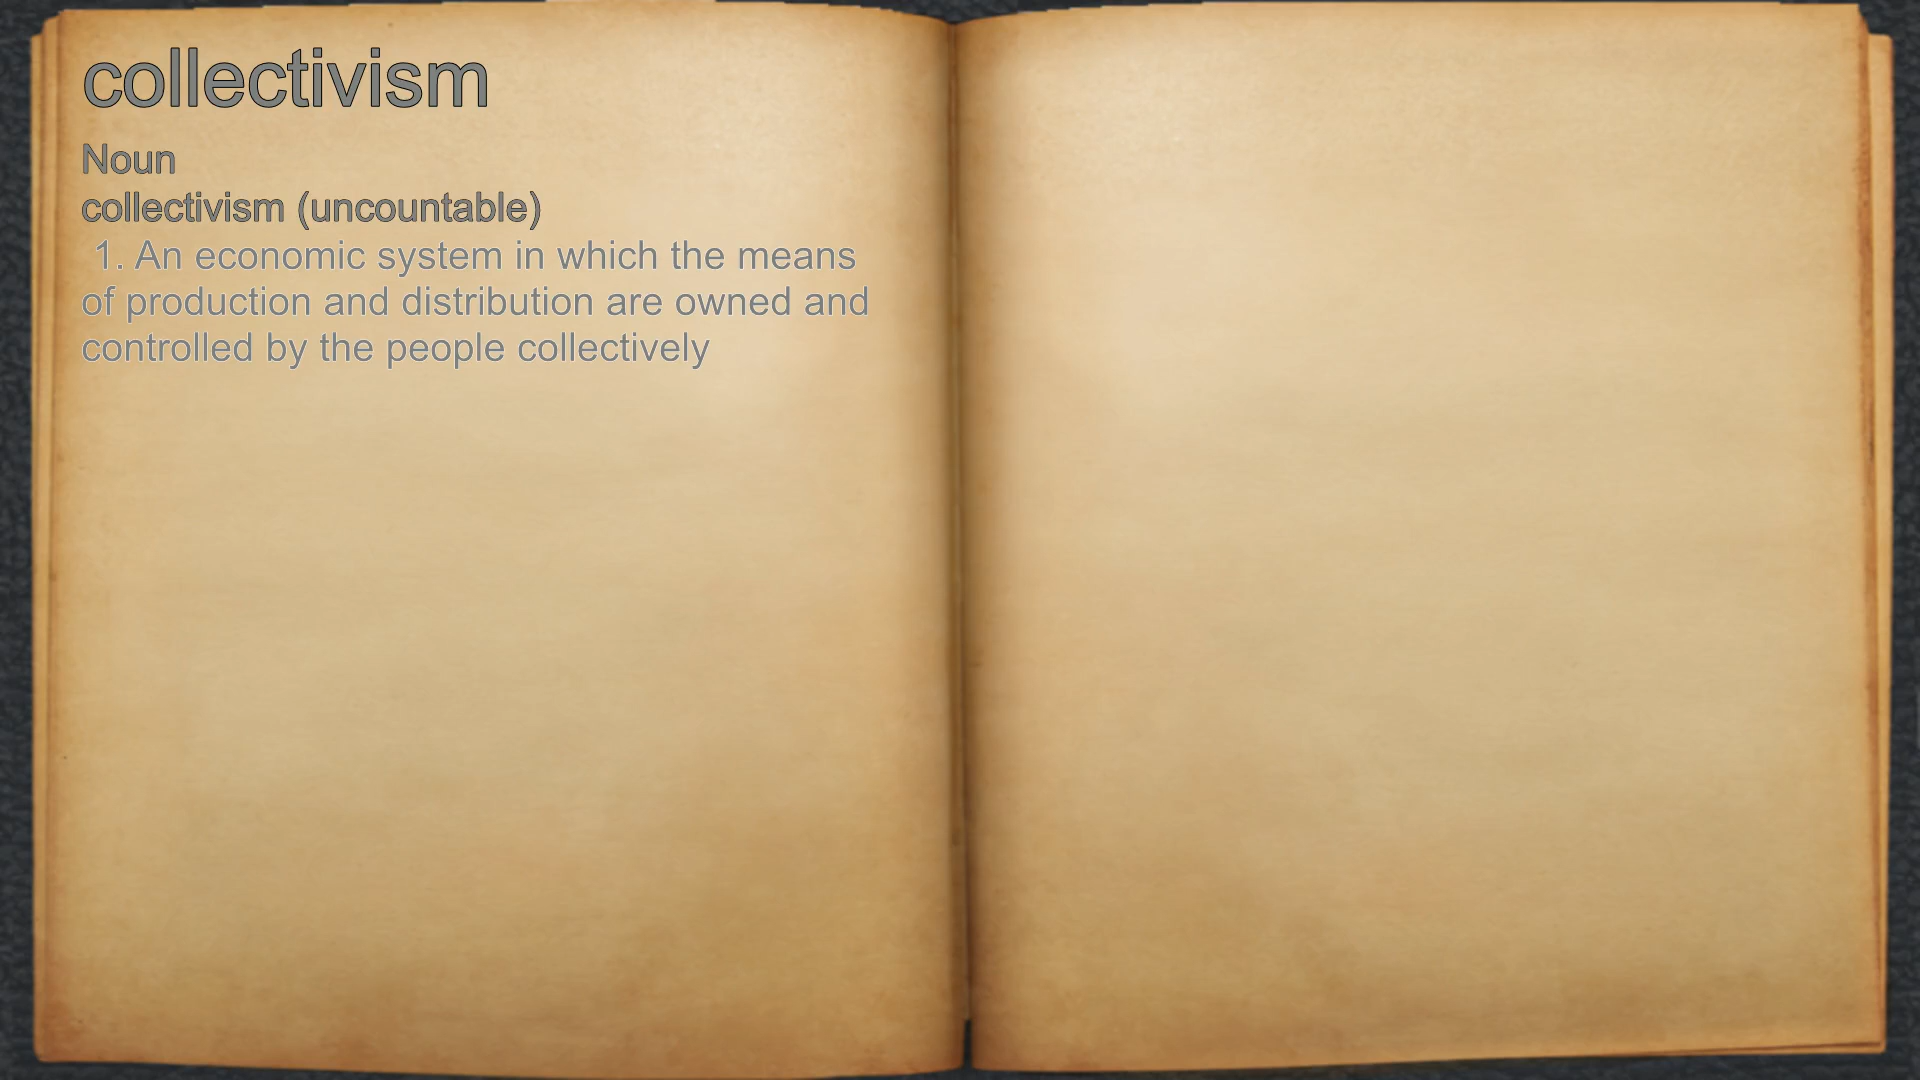 collectivism
Noun
collectivism (uncountable)
1. An economic system in which the means
of production and distribution are owned and
controlled by the people collectively